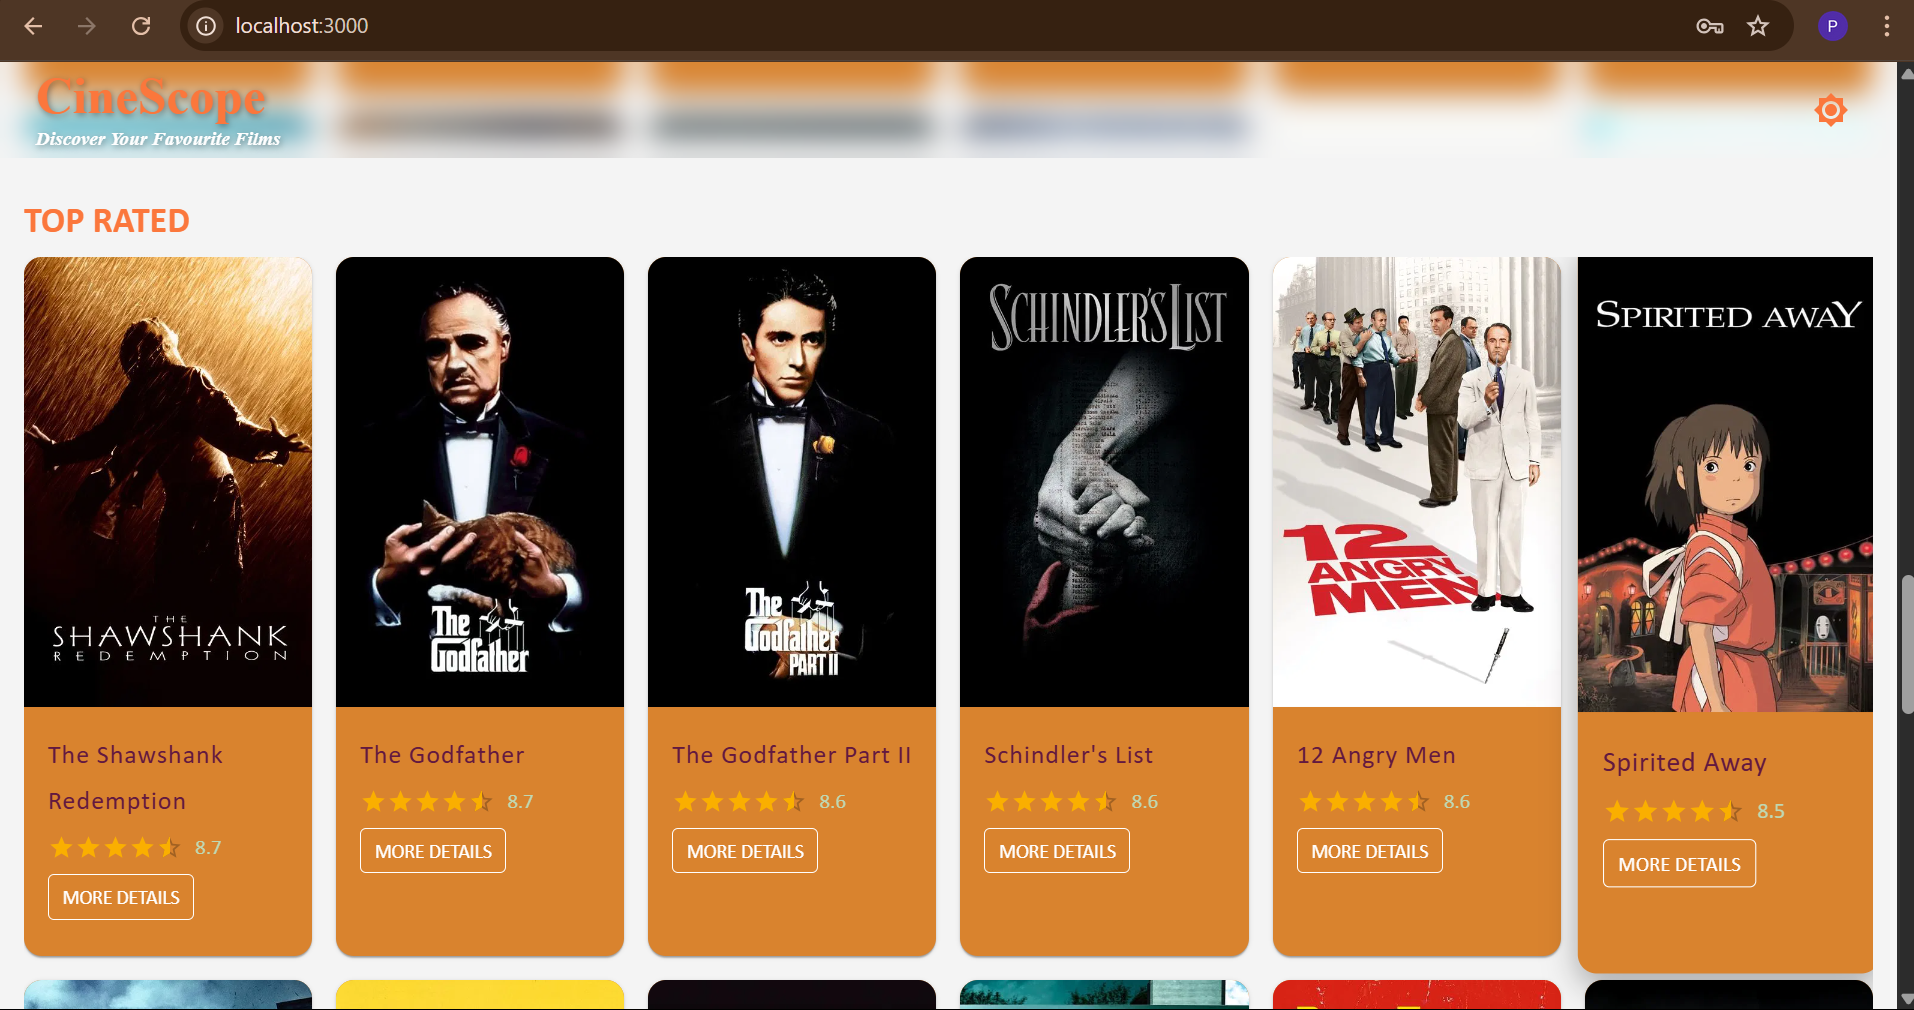 localhost:3000
P
CineScope
Discover Your Favourite Films
TOP RATED
THE
SHAWSHANK
REDEMPTION
The
Godfather
The
Godfather
PART II
SCHINDLER'S LIST
12
ANGRY
MEN
SPIRITED AWAY
The Shawshank
Redemption
8.7
MORE DETAILS
The Godfather
8.7
MORE DETAILS
The Godfather Part II
8.6
MORE DETAILS
Schindler's List
8.6
MORE DETAILS
12 Angry Men
8.6
MORE DETAILS
Spirited Away
8.5
MORE DETAILS